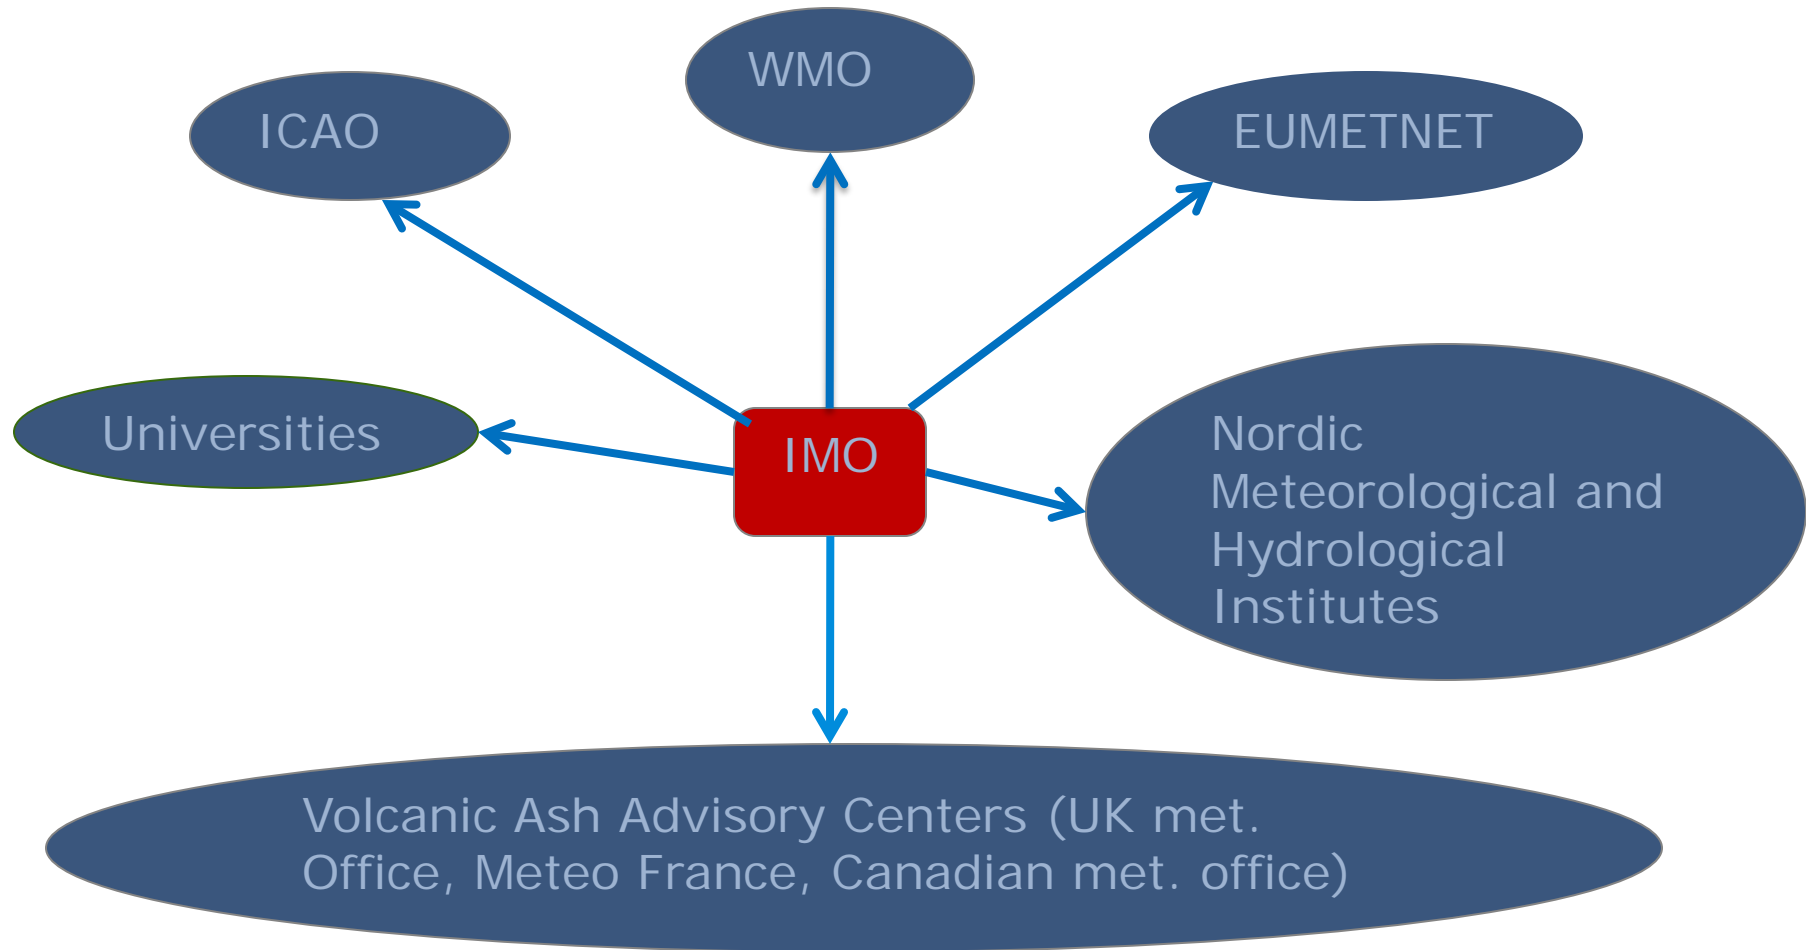 WMO
ICAO
EUMETNET
Universities
IMO
Nordic
Meteorological and
Hydrological
Institutes
Volcanic Ash Advisory Centers (UK met.
Office, Meteo France, Canadian met. office)